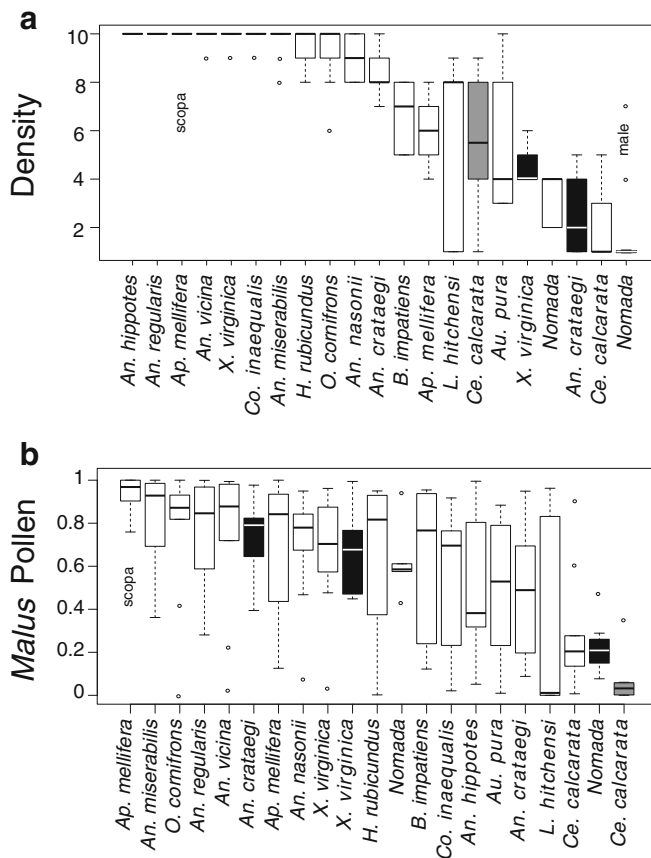 a
Density
10
8
6
4
2
scopa
male
An. hippotes
An. regularis
Ap. mellifera
An. vicina
X. virginica
Co. inaequalis
An. miserabilis
H. rubicundus
O. cornifrons
An. nasonii
An. crataegi
B. impatiens
Ap. mellifera
L. hitchensi
Ce. calcarata
Au. pura
X. virginica
Nomada
An. crataegi
Ce. calcarata
Nomada
b
Malus Pollen
1
0.8
0.6
0.4
0.2
0
scopa
Ap. mellifera
An. miserabilis
O. cornifrons
An. regularis
An. vicina
An. crataegi
Ap. mellifera
An. nasonii
X. virginica
X. virginica
H. rubicundus
Nomada
B. impatiens
Co. inaequalis
An. hippotes
Au. pura
An. crataegi
L. hitchensi
Ce. calcarata
Nomada
Ce. calcarata